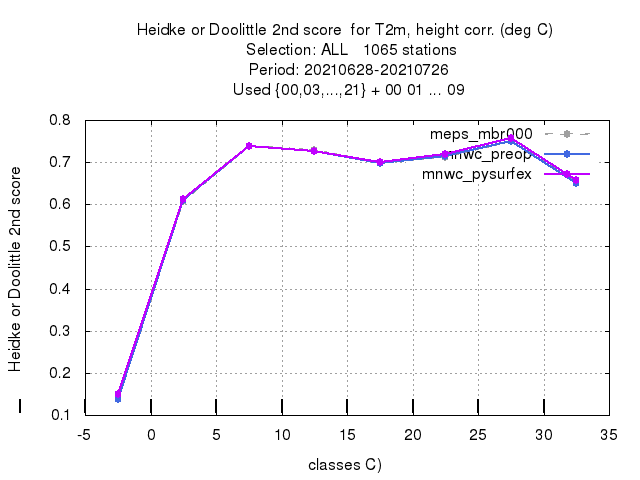 Heidke or Doolittle 2nd score  for T2m, height corr. (deg C)
Selection: ALL   1065 stations
Period: 20210628-20210726
Used {00,03,...,21} + 00 01 ... 09
Heidke or Doolittle 2nd score
0.8
0.7
0.6
0.5
0.4
0.3
0.2
0.1
meps_mbr000
mnwc_preop
mnwc_pysurfex
-5
0
5
10
15
20
25
30
35
classes C)